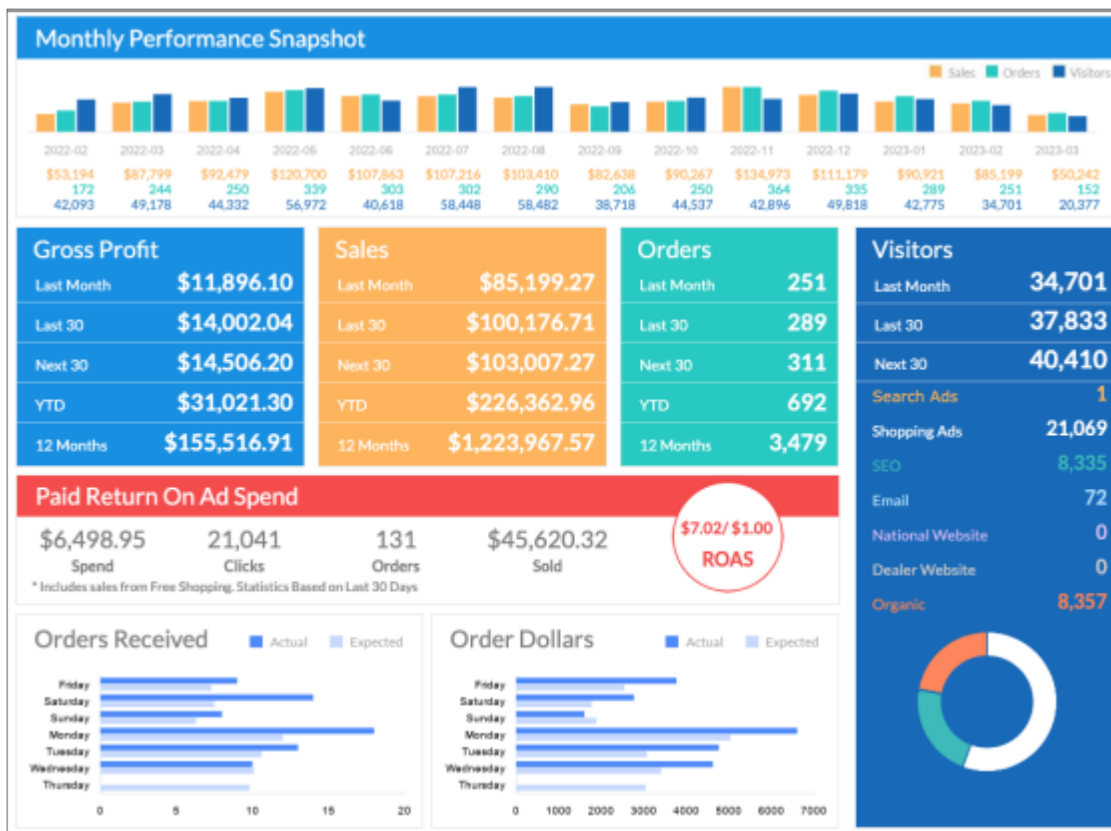 Monthly Performance Snapshot
Sales Orders Visitors
2022-02 2022-03 2022-04 2022-05 2022-06 2022-07 2022-08 2022-09 2022-10 2022-11 2022-12 2023-01 2023-02 2023-03
$53,194 $87,799 $92,479 $120,700 $107,863 $107,216 $103,410 $82,638 $90,267 $134,973 $111,179 $90,921 $85,199 $50,242
172 244 250 339 303 302 290 206 250 364 335 289 251 152
42,093 49,178 44,332 56,972 40,618 58,448 58,482 38,718 44,537 42,896 49,818 42,775 34,701 20,377
Gross Profit
Last Month $11,896.10
Last 30 $14,002.04
Next 30 $14,506.20
YTD $31,021.30
12 Months $155,516.91
Sales
Last Month $85,199.27
Last 30 $100,176.71
Next 30 $103,007.27
YTD $226,362.96
12 Months $1,223,967.57
Orders
Last Month 251
Last 30 289
Next 30 311
YTD 692
12 Months 3,479
Visitors
Last Month 34,701
Last 30 37,833
Next 30 40,410
Search Ads 1
Shopping Ads 21,069
SEO 8,335
Email 72
National Website 0
Dealer Website 0
Organic 8,357
Paid Return On Ad Spend
$6,498.95 21,041 131 $45,620.32
Spend Clicks Orders Sold
$7.02/ $1.00
ROAS
* Includes sales from Free Shopping. Statistics Based on Last 30 Days
Orders Received Actual Expected
Friday
Saturday
Sunday
Monday
Tuesday
Wednesday
Thursday
0 5 10 15 20
Order Dollars Actual Expected
Friday
Saturday
Sunday
Monday
Tuesday
Wednesday
Thursday
0 1000 2000 3000 4000 5000 6000 7000